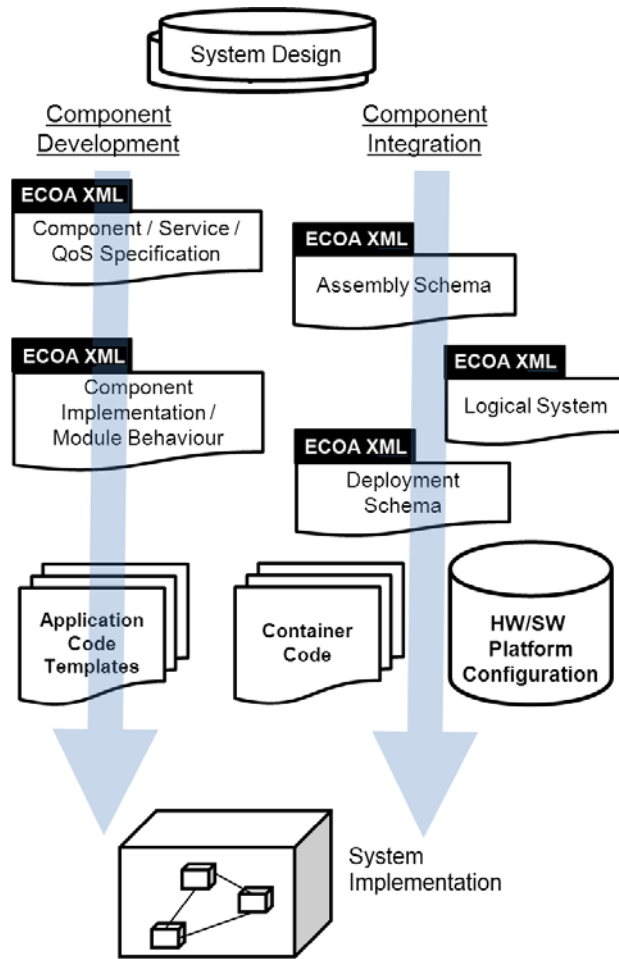 System Design
Component
Development
Component
Integration
ECOA XML
Component / Service /
QoS Specification
ECOA XML
Assembly Schema
ECOA XML
Component
Implementation /
Module Behaviour
ECOA XML
Logical System
ECOA XML
Deployment
Schema
Application
Code
Templates
Container
Code
HW/SW
Platform
Configuration
System
Implementation